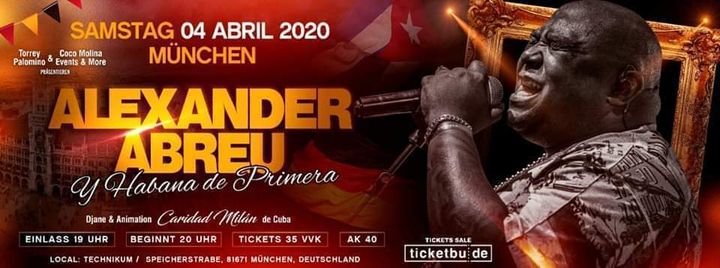 SAMSTAG 04 ABRIL 2020
MÜNCHEN
Torrey Palomino & Coco Molina Events & More
PRÄSENTIEREN
ALEXANDER
ABREU
Y Habana de Primera
Djane & Animation Caridad Milán de Cuba
EINLASS 19 UHR BEGINNT 20 UHR TICKETS 35 VVK AK 40
LOCAL: TECHNIKUM / SPEICHERSTRABE, 81671 MÜNCHEN, DEUTSCHLAND
TICKETS SALE
ticketbu:de